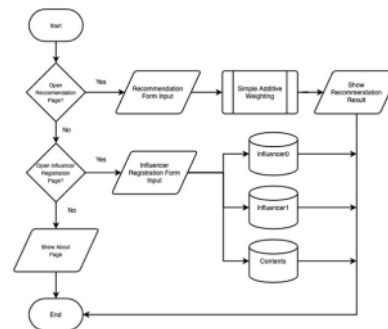 Start
Open
Recommendation
Page?
Yes
Recommendation
Form Input
Simple Additive
Weighting
Show
Recommendation
Result
No
Open Influencer
Registration
Page?
Yes
Influencer
Registration Form
Input
Influencer0
Influencer1
Contents
No
Show About
Page
End